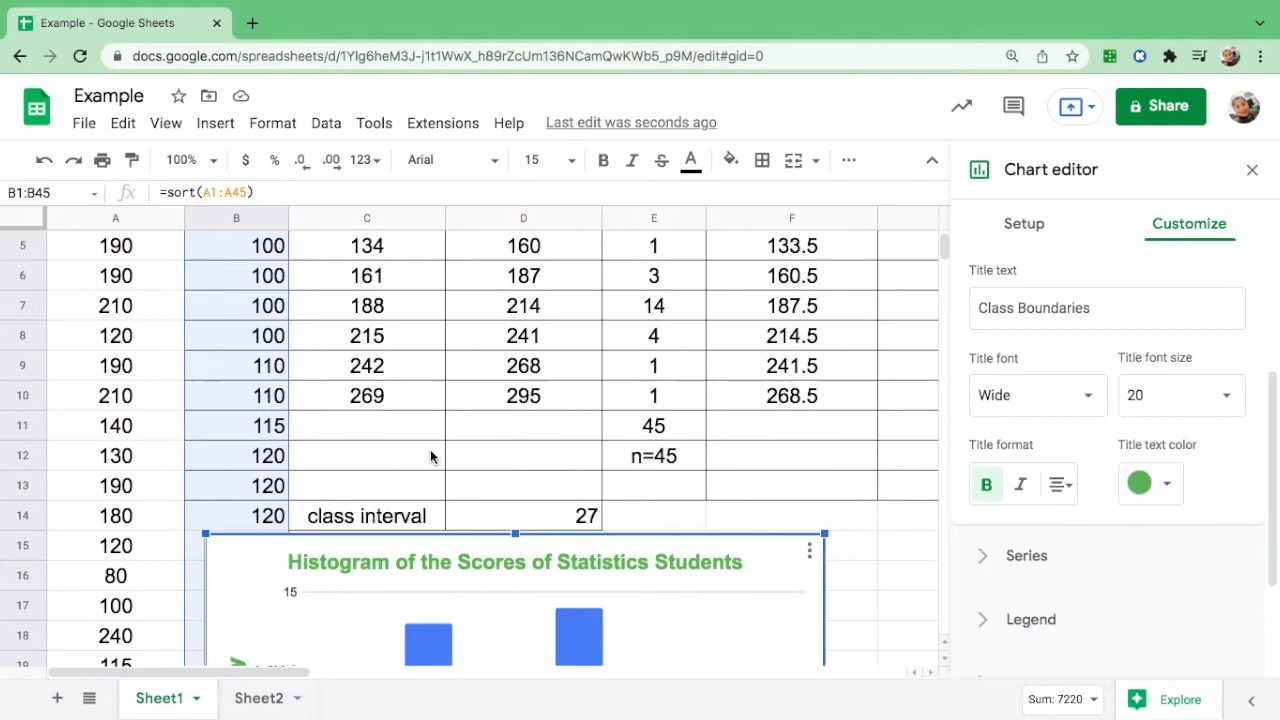 Example - Google Sheets
docs.google.com/spreadsheets/d/1Ylg6heM3J-j1t1WwX_h89rZcUm136NCamQwKWb5_p9M/edit#gid=0
Example
File Edit View Insert Format Data Tools Extensions Help Last edit was seconds ago
Share
100% $ % .0 .00 123 Arial 15 B I S A
B1:B45 fx =sort(A1:A45)
A B C D E F
5 190 100 134 160 1 133.5
6 190 100 161 187 3 160.5
7 210 100 188 214 14 187.5
8 120 100 215 241 4 214.5
9 190 110 242 268 1 241.5
10 210 110 269 295 1 268.5
11 140 115 45
12 130 120 n=45
13 190 120
14 180 120 class interval 27
15 120
16 80
17 100
18 240
19 115
Histogram of the Scores of Statistics Students
15
Chart editor
Setup Customize
Title text
Class Boundaries
Title font Title font size
Wide 20
Title format Title text color
B I
Series
Legend
Sheet1 Sheet2 Sum: 7220 Explore